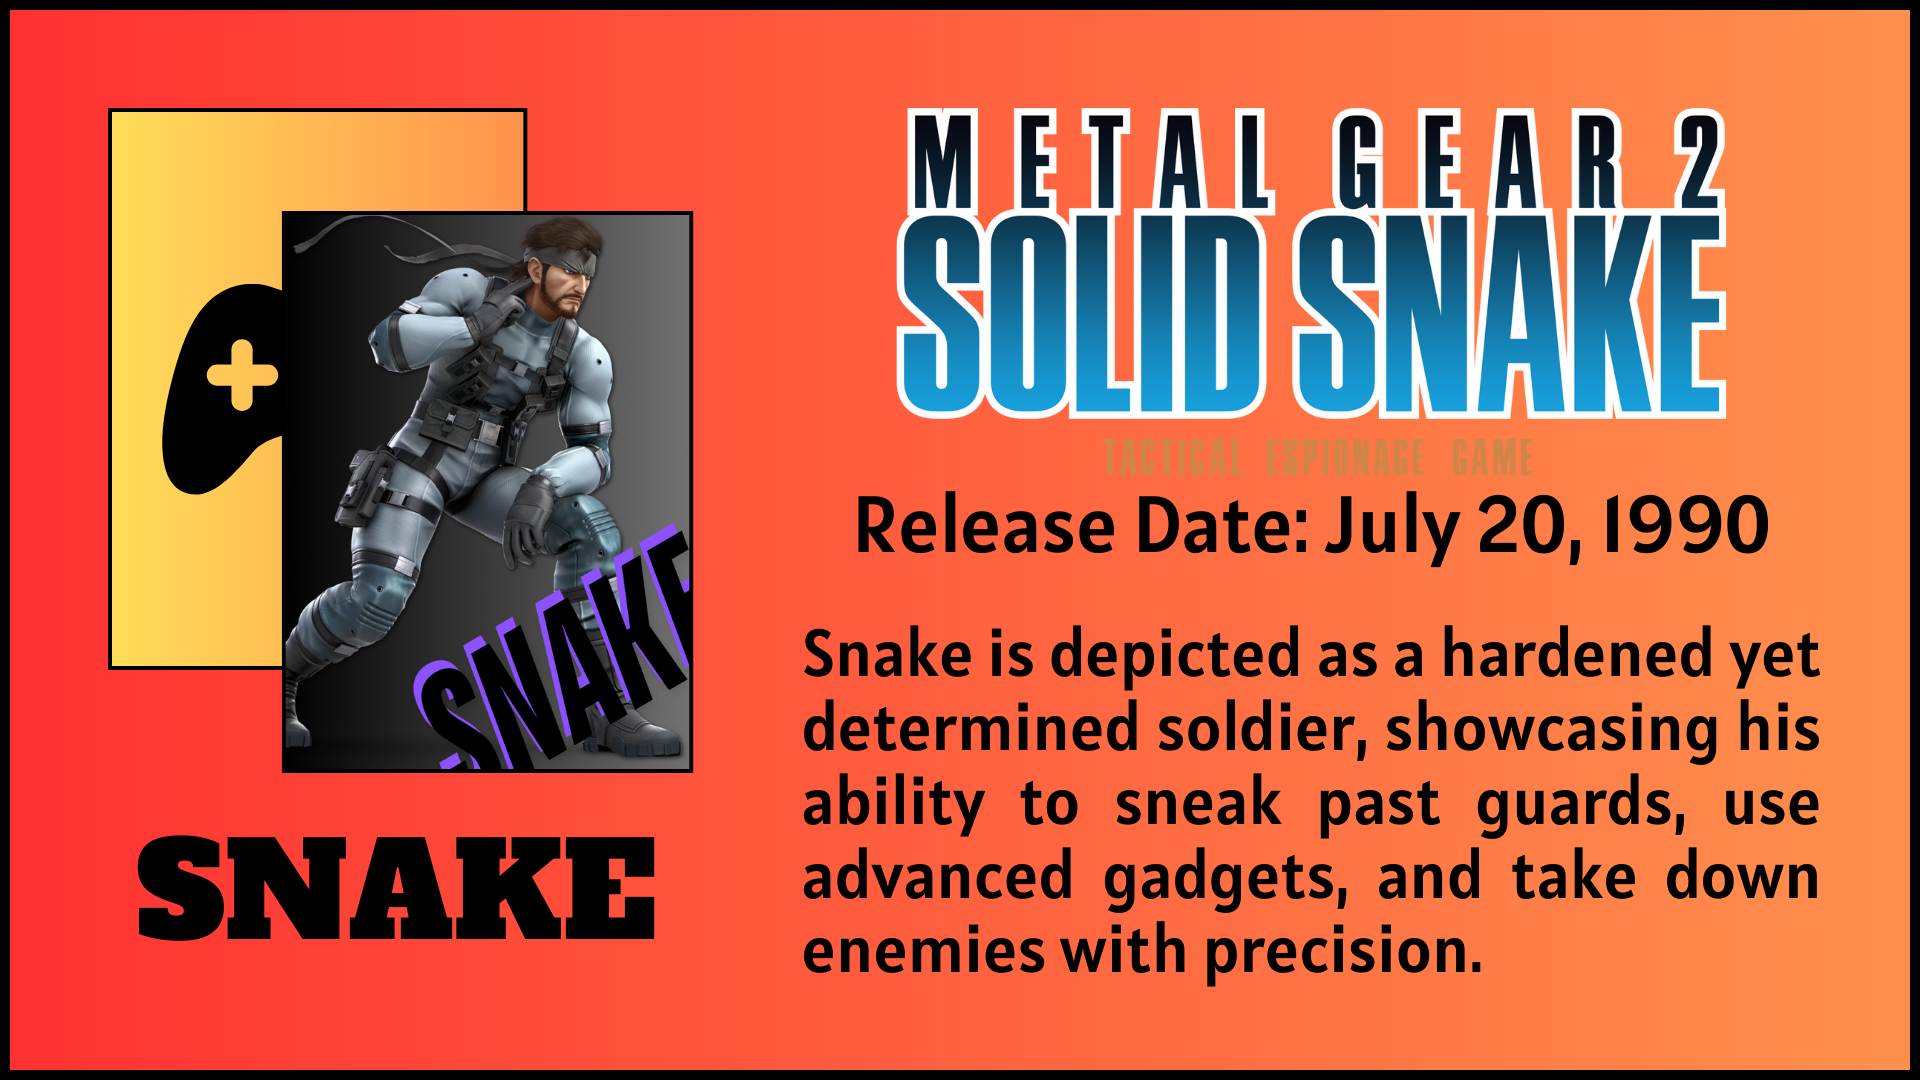 METAL GEAR 2
SOLID SNAKE
TACTICAL ESPIONAGE GAME
Release Date: July 20, 1990
Snake is depicted as a hardened yet
determined soldier, showcasing his
ability to sneak past guards, use
advanced gadgets, and take down
enemies with precision.
SNAKE
SNAKE